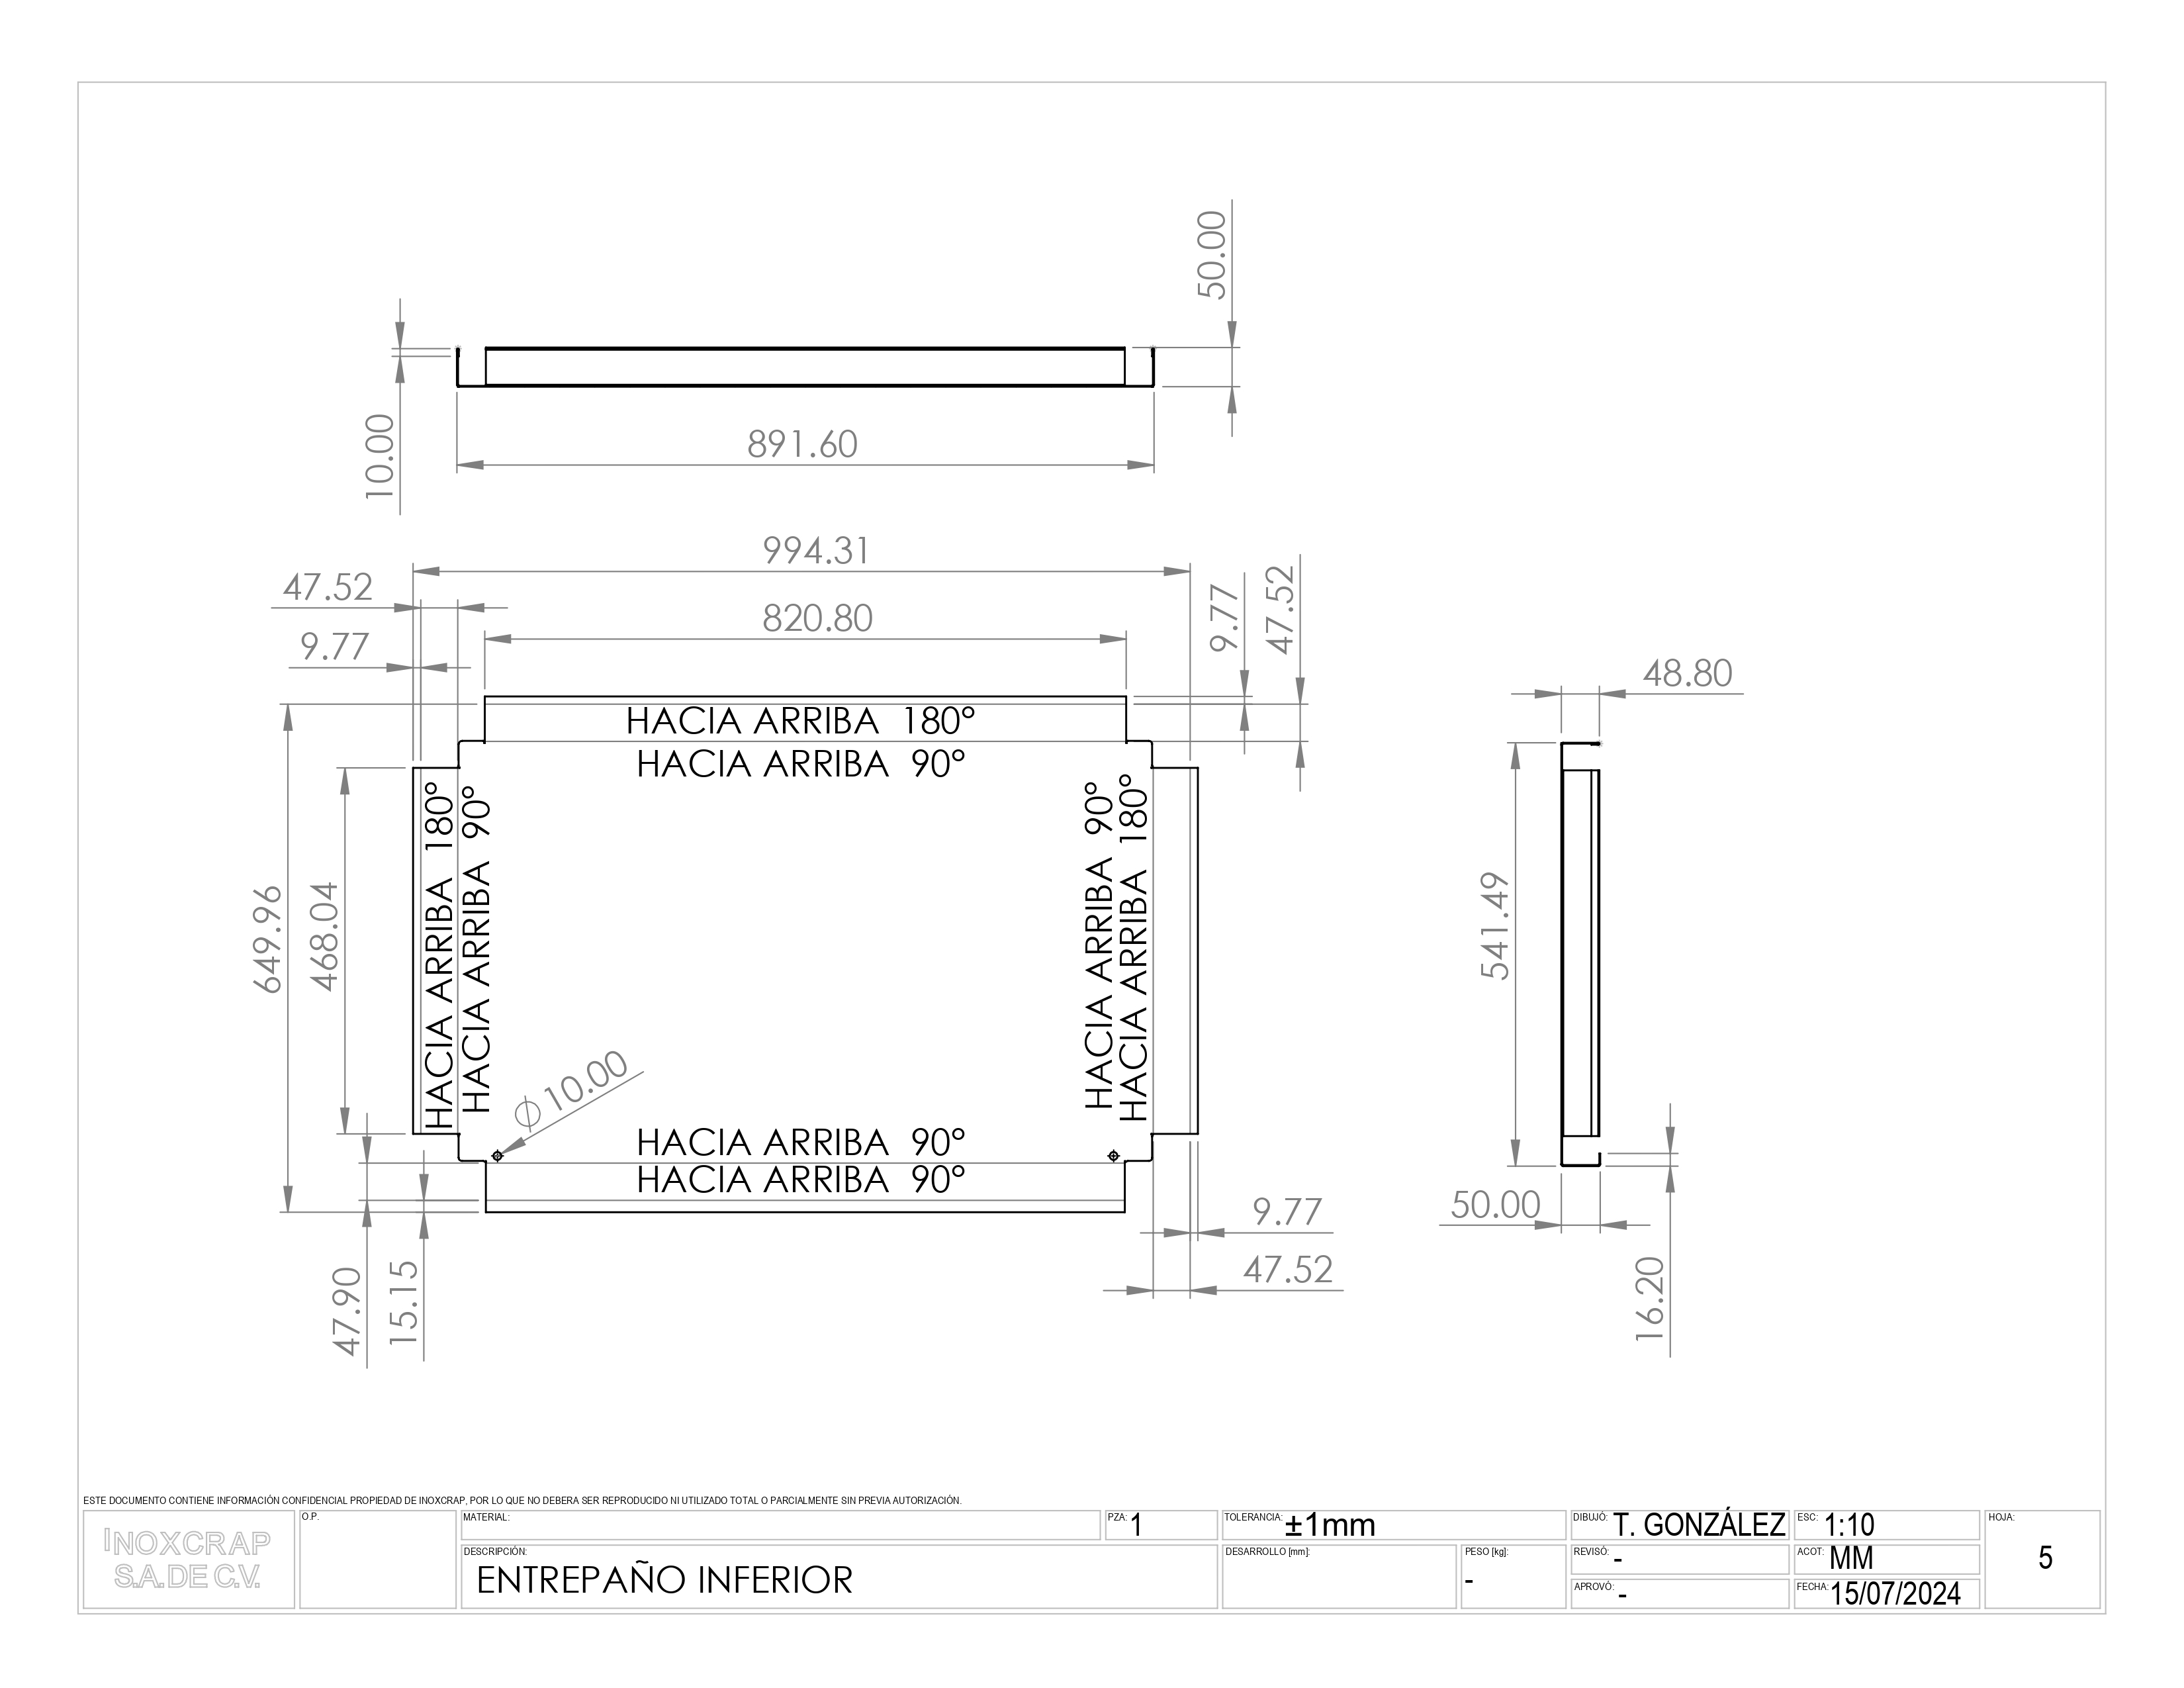 50.00
10.00
891.60
994.31
47.52
820.80
9.77
9.77
47.52
HACIA ARRIBA  180°
HACIA ARRIBA  90°
HACIA ARRIBA  180°
HACIA ARRIBA  90°
HACIA ARRIBA  90°
HACIA ARRIBA  180°
649.96
468.04
Ø10.00
HACIA ARRIBA  90°
HACIA ARRIBA  90°
47.90
15.15
9.77
47.52
48.80
541.49
50.00
16.20
ESTE DOCUMENTO CONTIENE INFORMACIÓN CONFIDENCIAL PROPIEDAD DE INOXCRAP, POR LO QUE NO DEBERA SER REPRODUCIDO NI UTILIZADO TOTAL O PARCIALMENTE SIN PREVIA AUTORIZACIÓN.
INOXCRAP
S.A. DE C.V.
O.P.
MATERIAL:
PZA: 1
TOLERANCIA: ±1mm
DIBUJÓ: T. GONZÁLEZ
ESC: 1:10
HOJA:
5
DESCRIPCIÓN:
ENTREPAÑO INFERIOR
DESARROLLO [mm]:
PESO [kg]:
-
REVISÓ: -
ACOT: MM
APROVÓ: -
FECHA: 15/07/2024